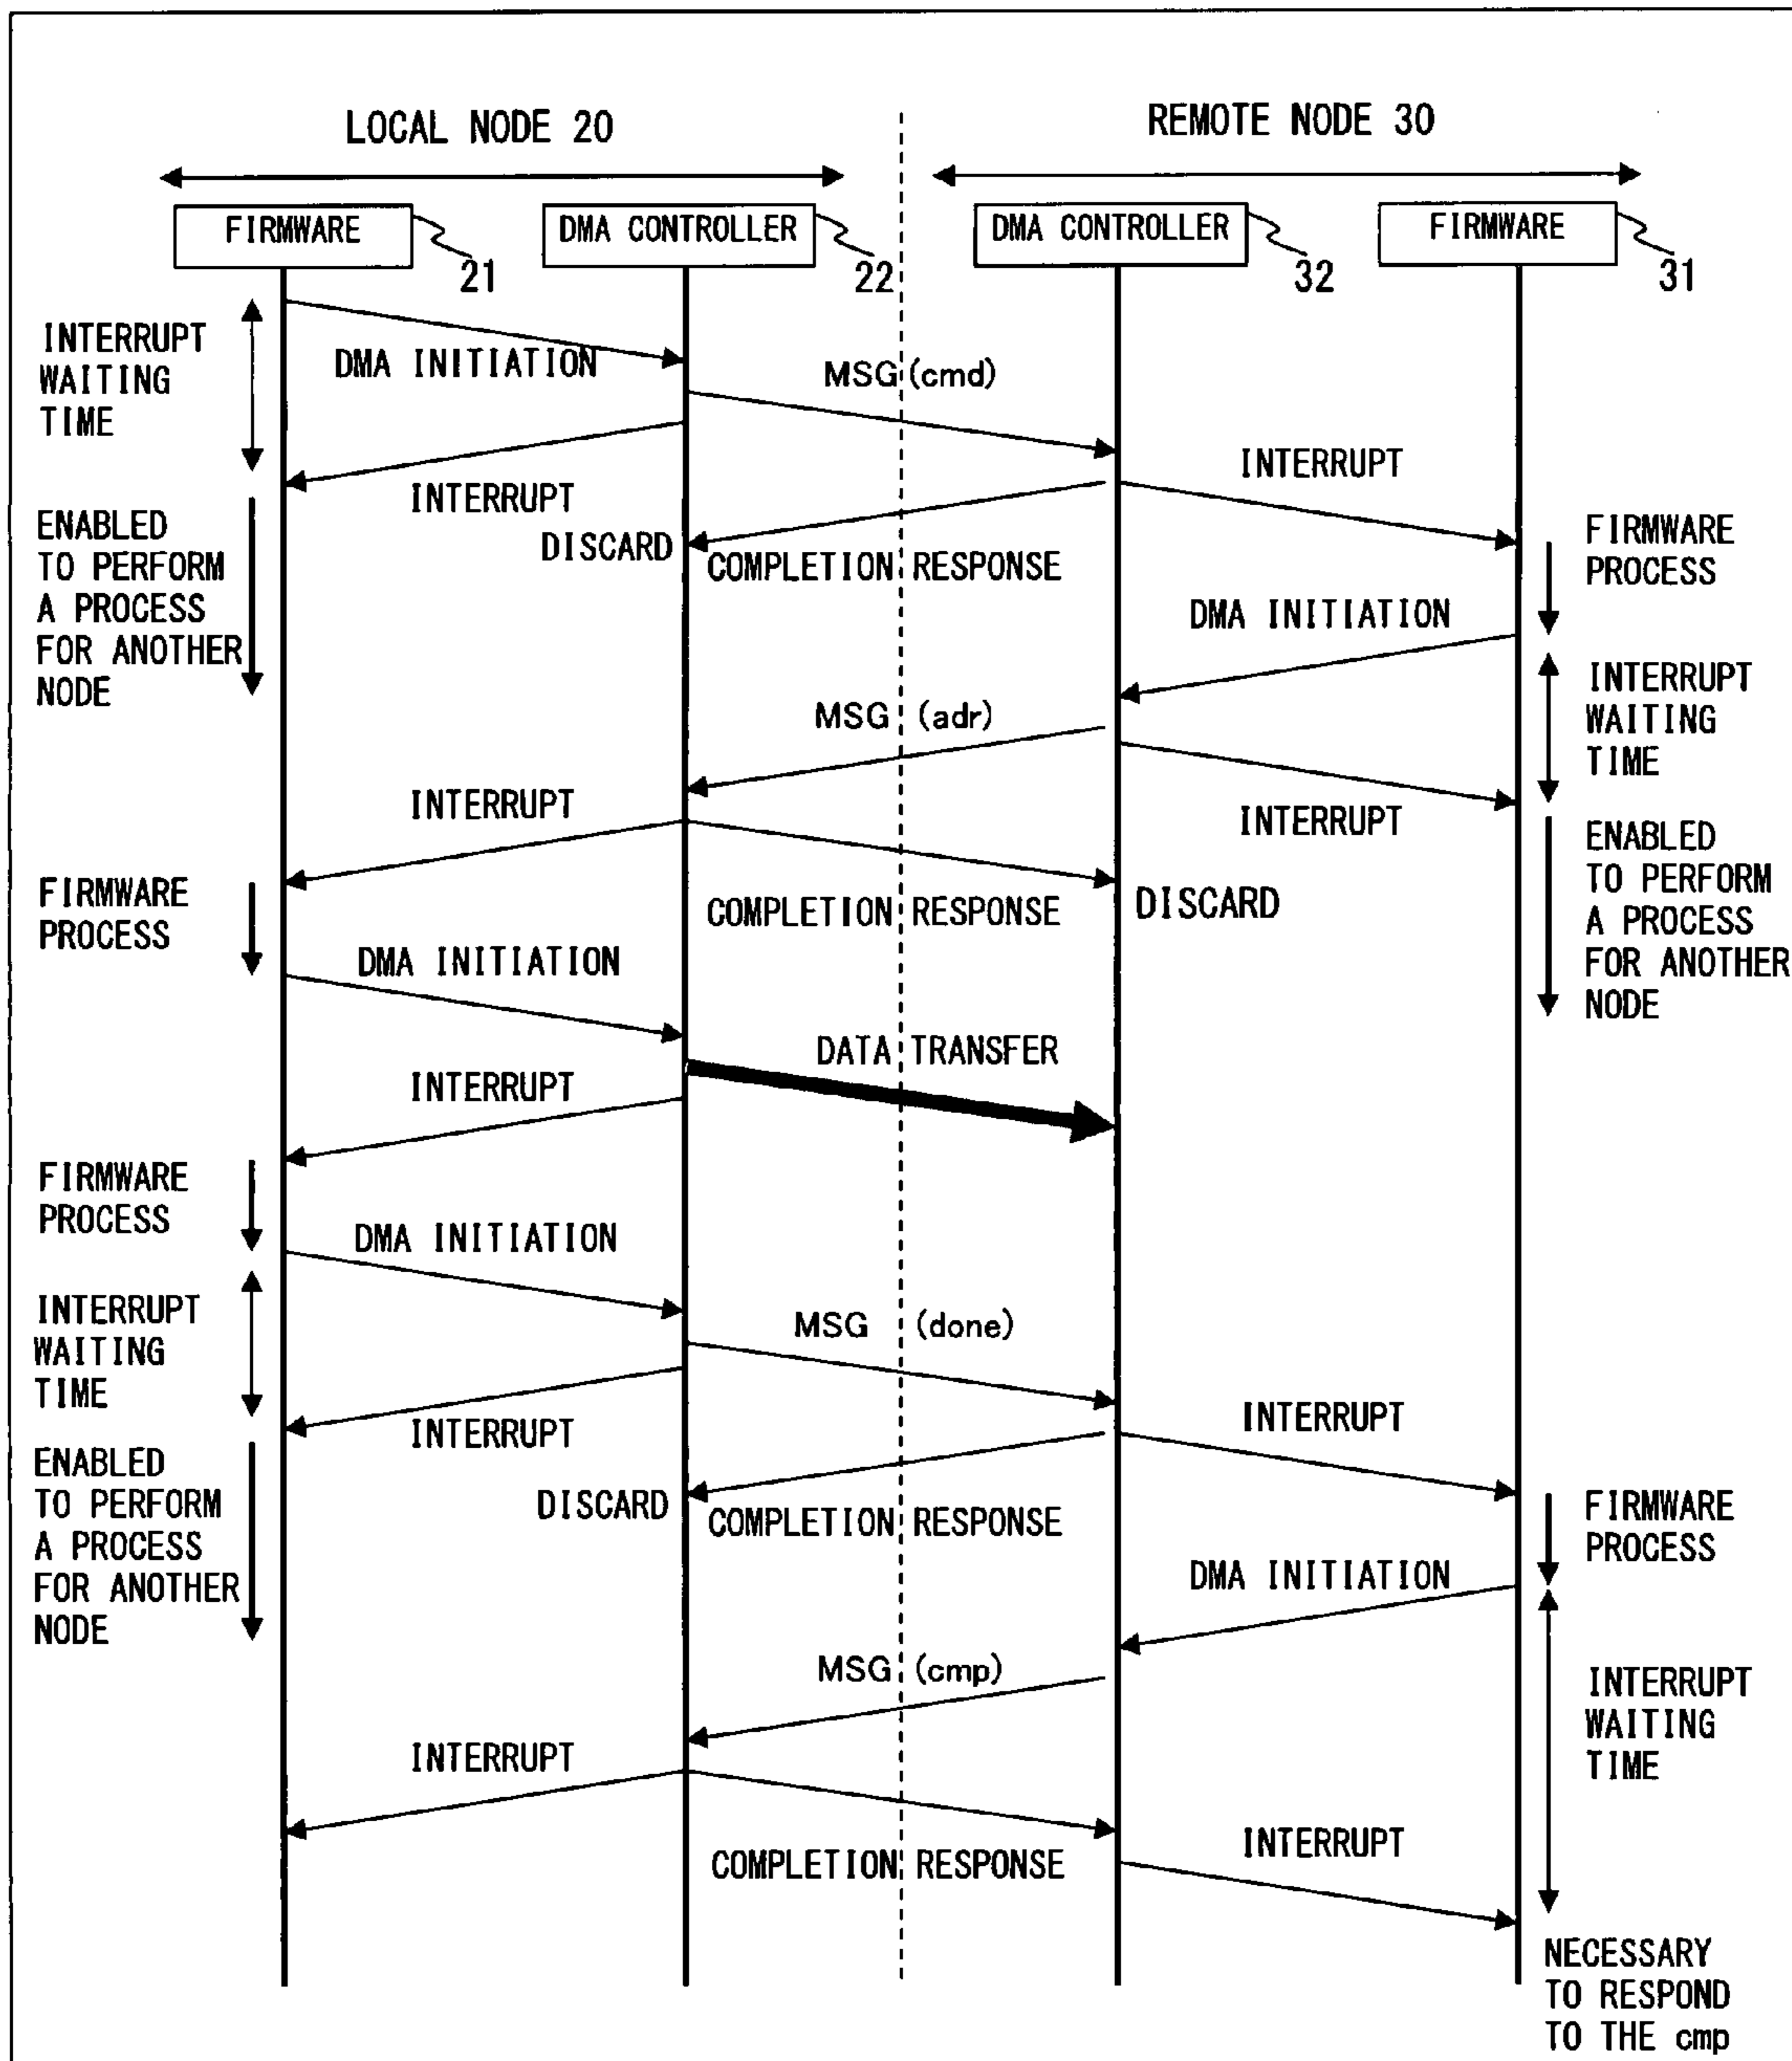 LOCAL NODE 20
REMOTE NODE 30
FIRMWARE
21
DMA CONTROLLER
22
DMA CONTROLLER
32
FIRMWARE
31
INTERRUPT
WAITING
TIME
DMA INITIATION
MSG (cmd)
INTERRUPT
INTERRUPT
ENABLED
TO PERFORM
A PROCESS
FOR ANOTHER
NODE
DISCARD
COMPLETION RESPONSE
FIRMWARE
PROCESS
DMA INITIATION
MSG (adr)
INTERRUPT
WAITING
TIME
INTERRUPT
INTERRUPT
FIRMWARE
PROCESS
COMPLETION RESPONSE
DISCARD
ENABLED
TO PERFORM
A PROCESS
FOR ANOTHER
NODE
DMA INITIATION
DATA TRANSFER
INTERRUPT
FIRMWARE
PROCESS
DMA INITIATION
INTERRUPT
WAITING
TIME
MSG (done)
INTERRUPT
INTERRUPT
ENABLED
TO PERFORM
A PROCESS
FOR ANOTHER
NODE
DISCARD
COMPLETION RESPONSE
FIRMWARE
PROCESS
DMA INITIATION
MSG (cmp)
INTERRUPT
WAITING
TIME
INTERRUPT
COMPLETION RESPONSE
INTERRUPT
NECESSARY
TO RESPOND
TO THE cmp